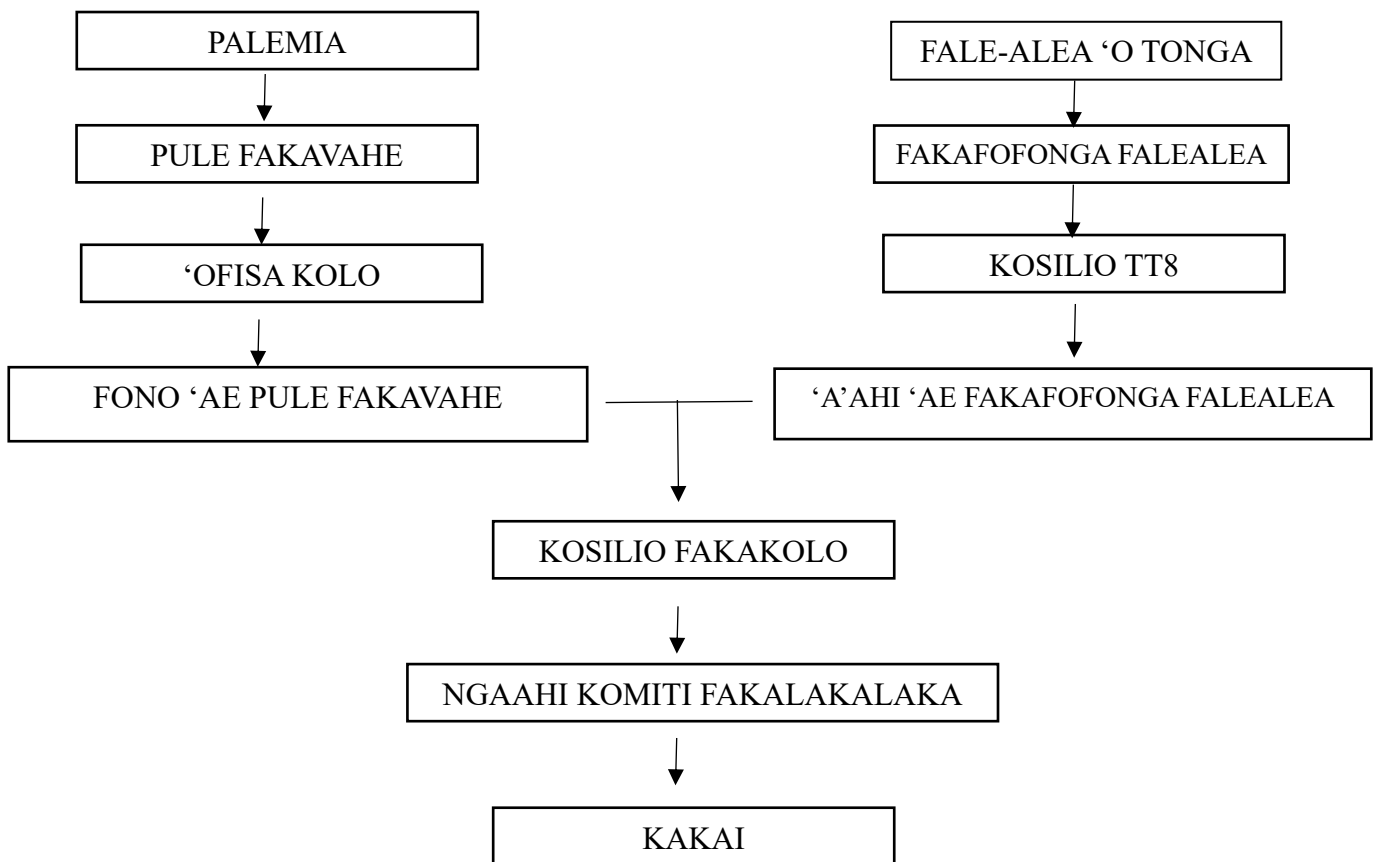 PALEMIA
FALE-ALEA ‘O TONGA
PULE FAKAVAHE
FAKAFOFONGA FALEALEA
‘OFISA KOLO
KOSILIO TT8
FONO ‘AE PULE FAKAVAHE
‘A’AHI ‘AE FAKAFOFONGA FALEALEA
KOSILIO FAKAKOLO
NGAAHI KOMITI FAKALAKALAKA
KAKAI